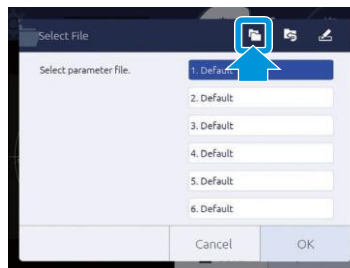 Select File
Select parameter file.
1. Default
2. Default
3. Default
4. Default
5. Default
6. Default
Cancel
OK